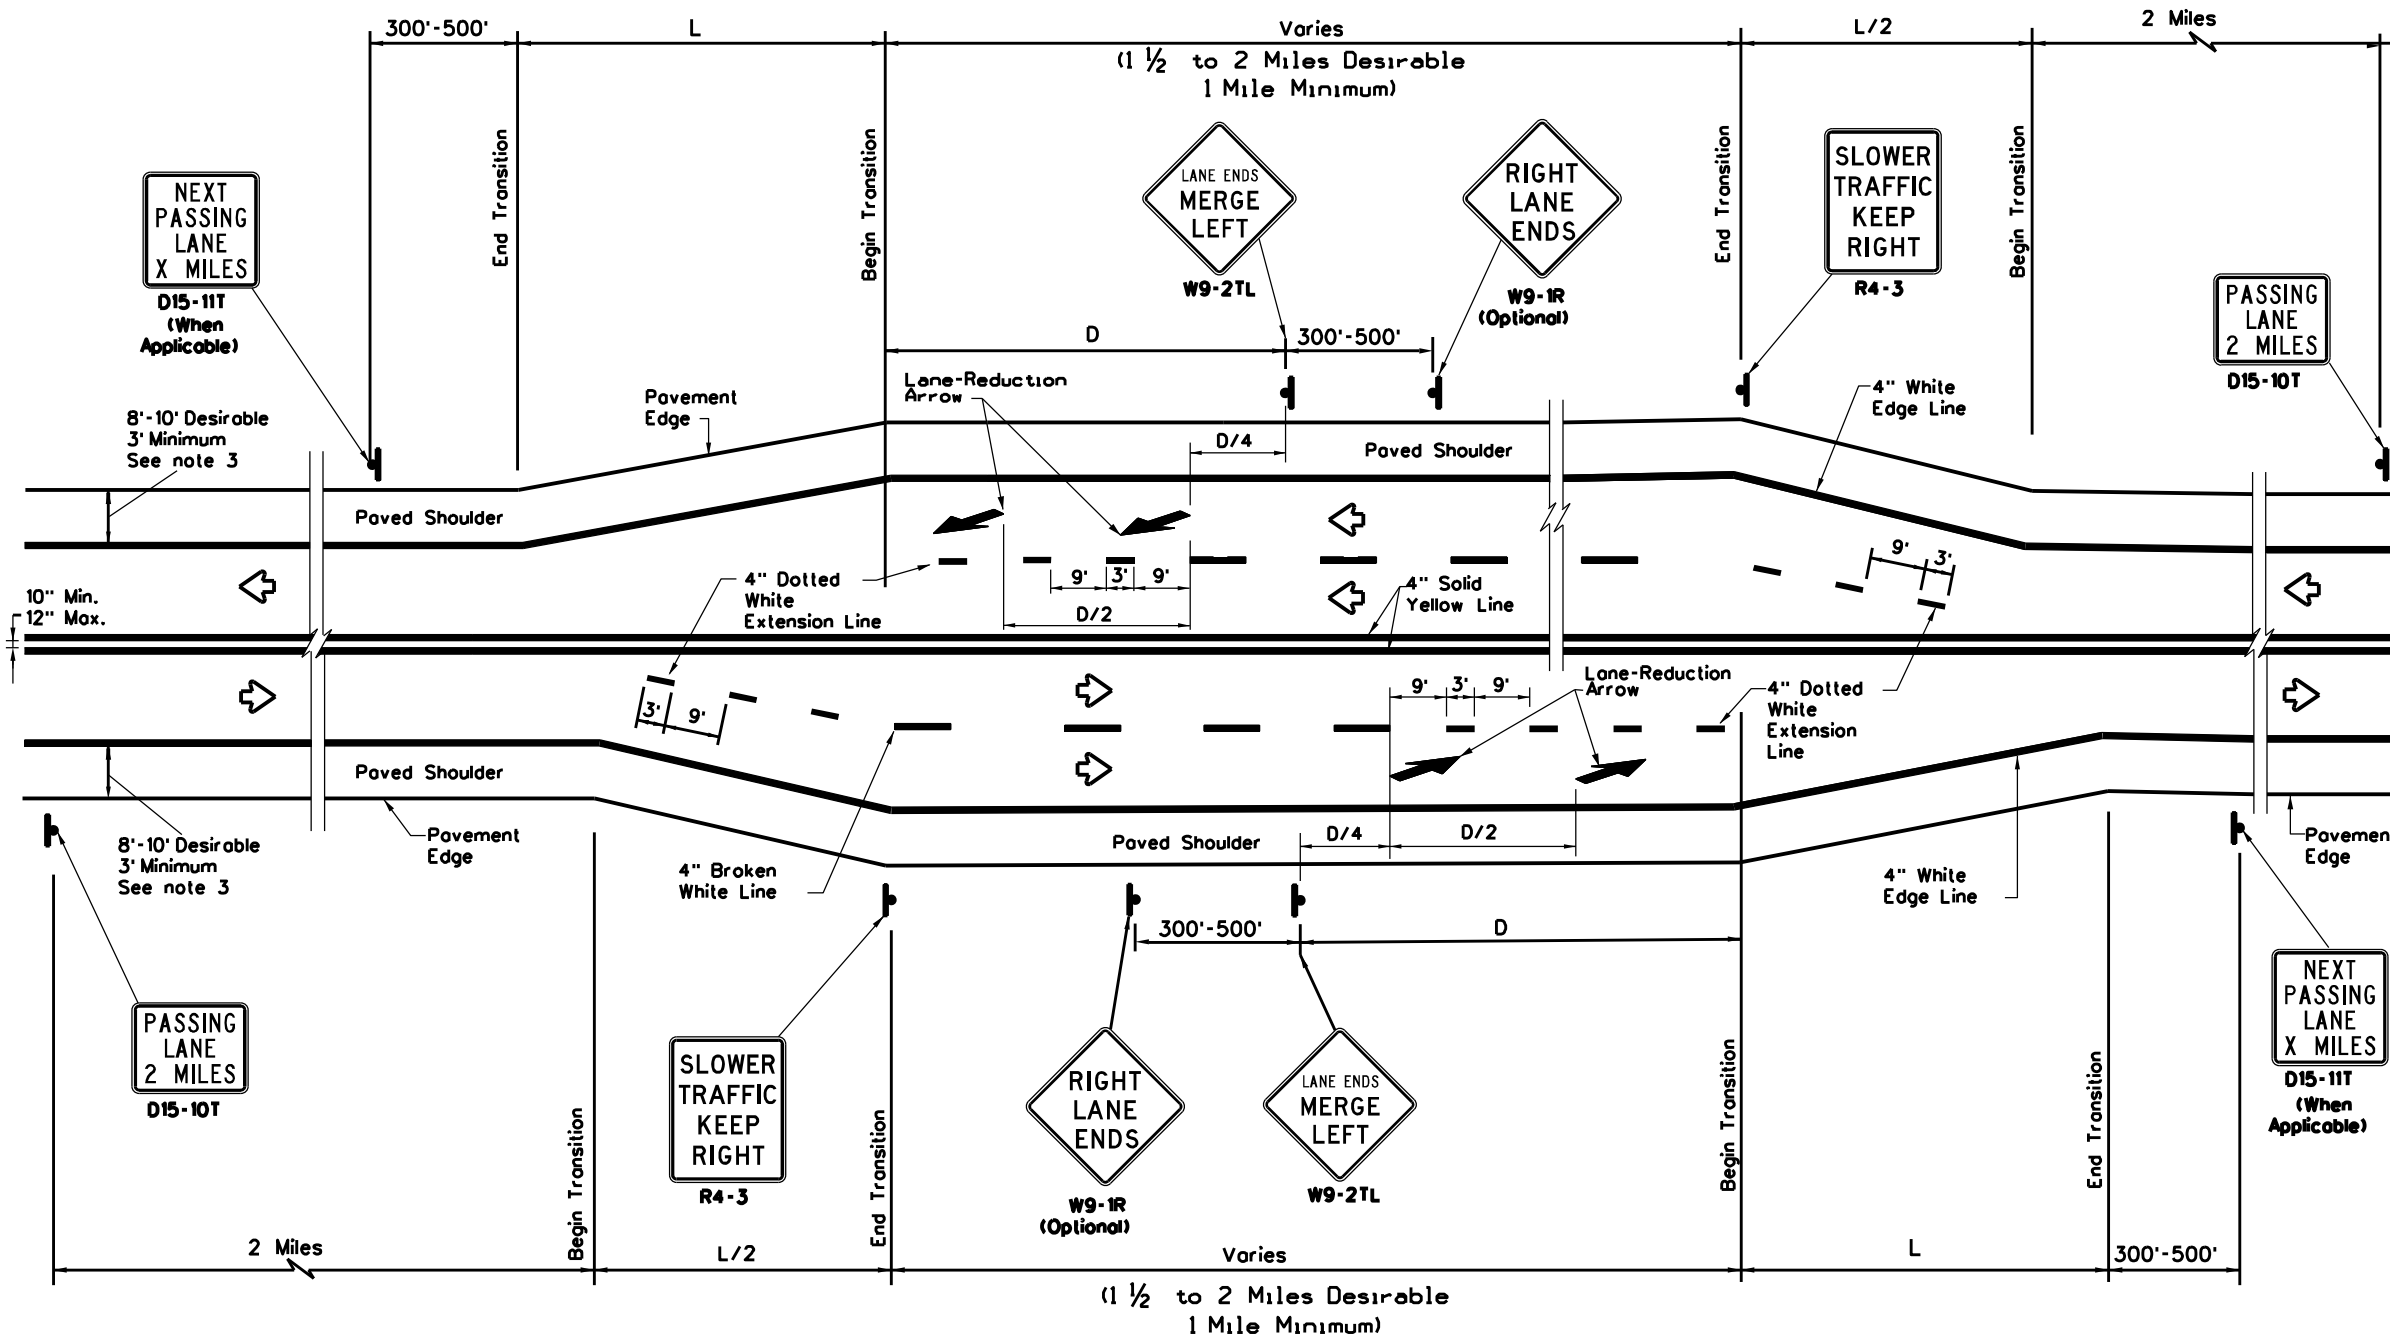 300'-500'
L
Varies
(1 ½ to 2 Miles Desirable
1 Mile Minimum)
L/2
2 Miles
End Transition
Begin Transition
End Transition
Begin Transition
NEXT
PASSING
LANE
X MILES
D15-11T
(When
Applicable)
LANE ENDS
MERGE
LEFT
W9-2TL
RIGHT
LANE
ENDS
W9-1R
(Optional)
SLOWER
TRAFFIC
KEEP
RIGHT
R4-3
PASSING
LANE
2 MILES
D15-10T
D
300'-500'
8'-10' Desirable
3' Minimum
See note 3
Pavement
Edge
Lane-Reduction
Arrow
D/4
Paved Shoulder
4" White
Edge Line
Paved Shoulder
9'
3'
10" Min.
12" Max.
4" Dotted
White
Extension Line
9'
3'
9'
D/2
4" Solid
Yellow Line
3'
9'
9'
3'
9'
Lane-Reduction
Arrow
4" Dotted
White
Extension
Line
Paved Shoulder
8'-10' Desirable
3' Minimum
See note 3
Pavement
Edge
4" Broken
White Line
Paved Shoulder
D/4
D/2
4" White
Edge Line
Pavemen
Edge
300'-500'
D
PASSING
LANE
2 MILES
D15-10T
SLOWER
TRAFFIC
KEEP
RIGHT
R4-3
RIGHT
LANE
ENDS
W9-1R
(Optional)
LANE ENDS
MERGE
LEFT
W9-2TL
NEXT
PASSING
LANE
X MILES
D15-11T
(When
Applicable)
Begin Transition
End Transition
Begin Transition
End Transition
2 Miles
L/2
Varies
(1 ½ to 2 Miles Desirable
1 Mile Minimum)
L
300'-500'